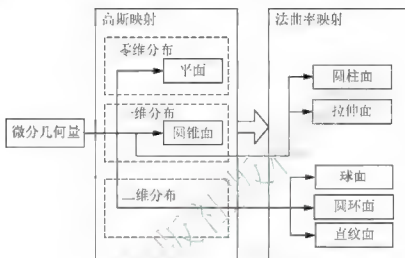 高斯映射
法曲率映射
零维分布
平面
圆柱面
一维分布
拉伸面
微分几何量
圆锥面
二维分布
球面
圆环面
直纹面